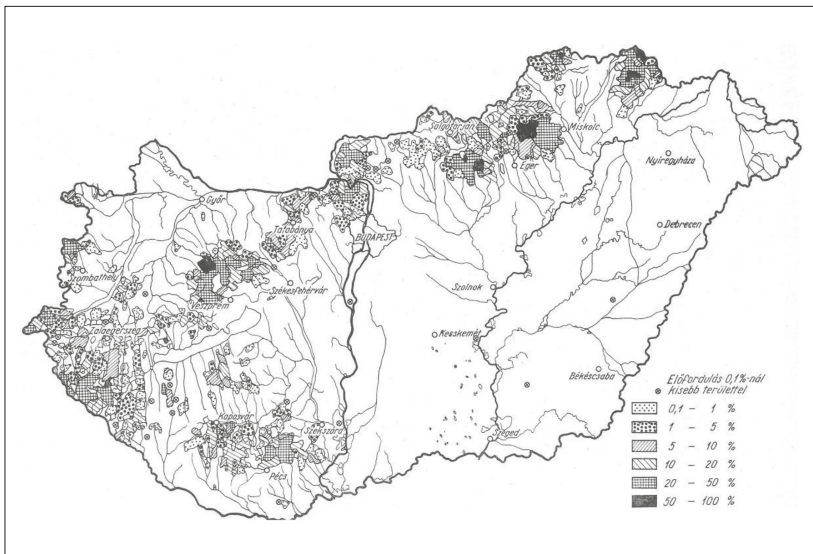 Salgótarján
Miskolc
Eger
Nyíregyháza
Győr
Tatabánya
BUDAPEST
Debrecen
Szombathely
Székesfehérvár
Veszprém
Szolnok
Zalaegerszeg
Kecskemét
Békéscsaba
Kaposvár
Szekszárd
Szeged
Pécs
Előfordulás 0,1%-nál
kisebb területtel
0,1 – 1 %
1 – 5 %
5 – 10 %
10 – 20 %
20 – 50 %
50 – 100 %